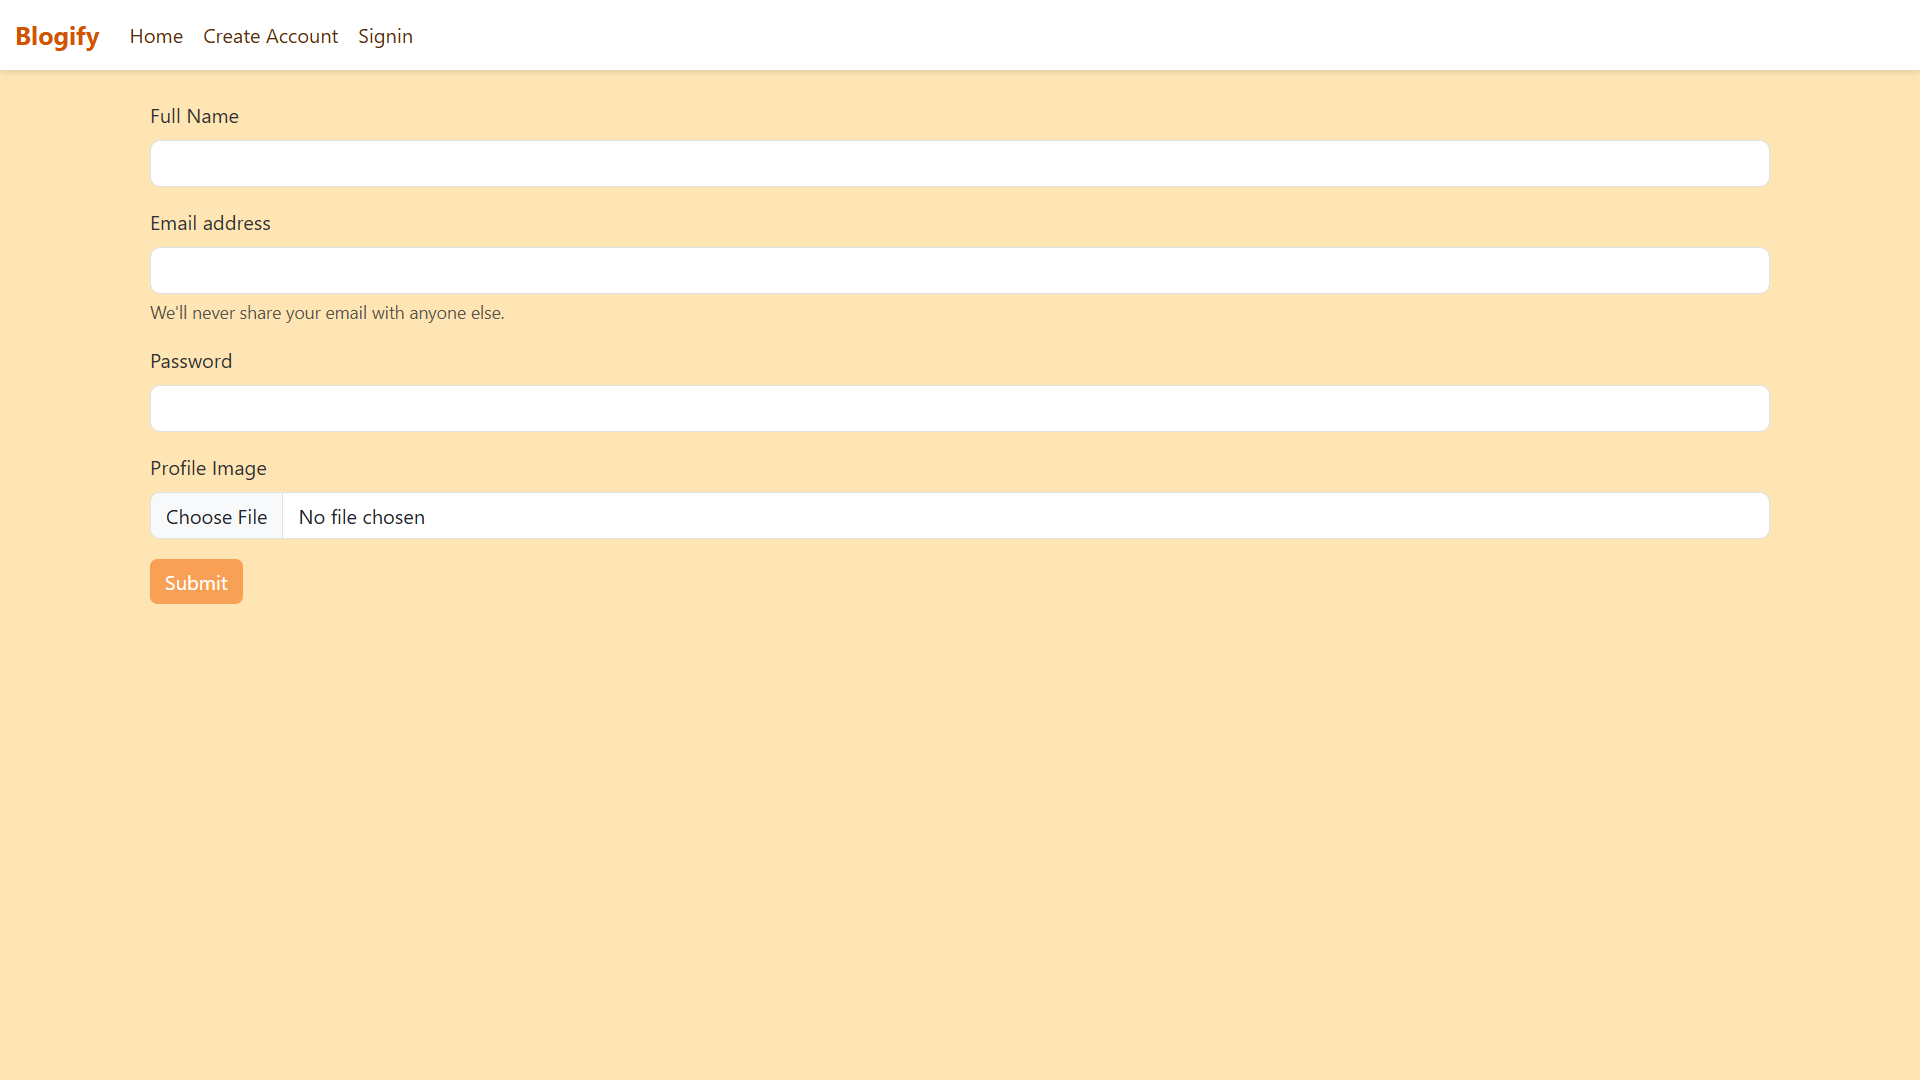 Blogify Home Create Account Signin
Full Name
Email address
We'll never share your email with anyone else.
Password
Profile Image
Choose File No file chosen
Submit